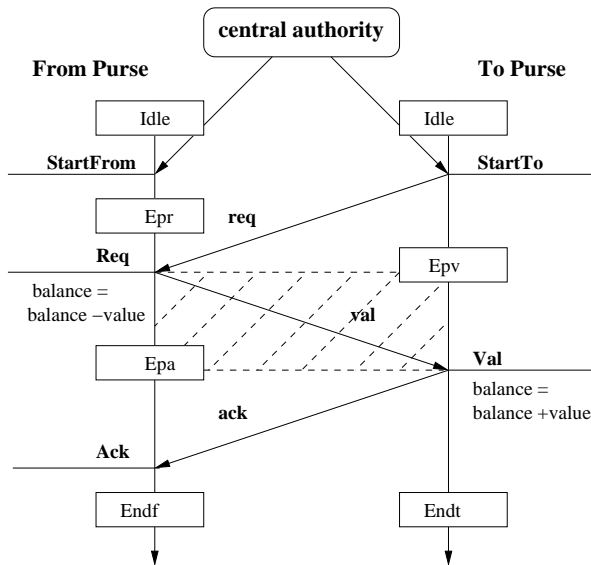 central authority
From Purse
To Purse
Idle
Idle
StartFrom
StartTo
Epr
req
Req
Epv
balance =
balance −value
val
Epa
Val
balance =
balance +value
ack
Ack
Endf
Endt